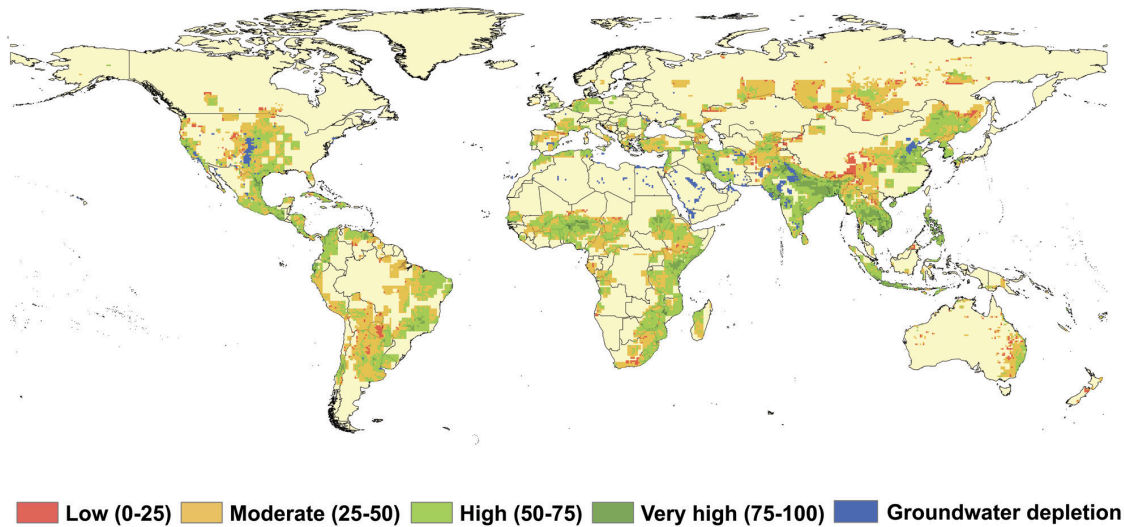 Low (0-25) Moderate (25-50) High (50-75) Very high (75-100) Groundwater depletion